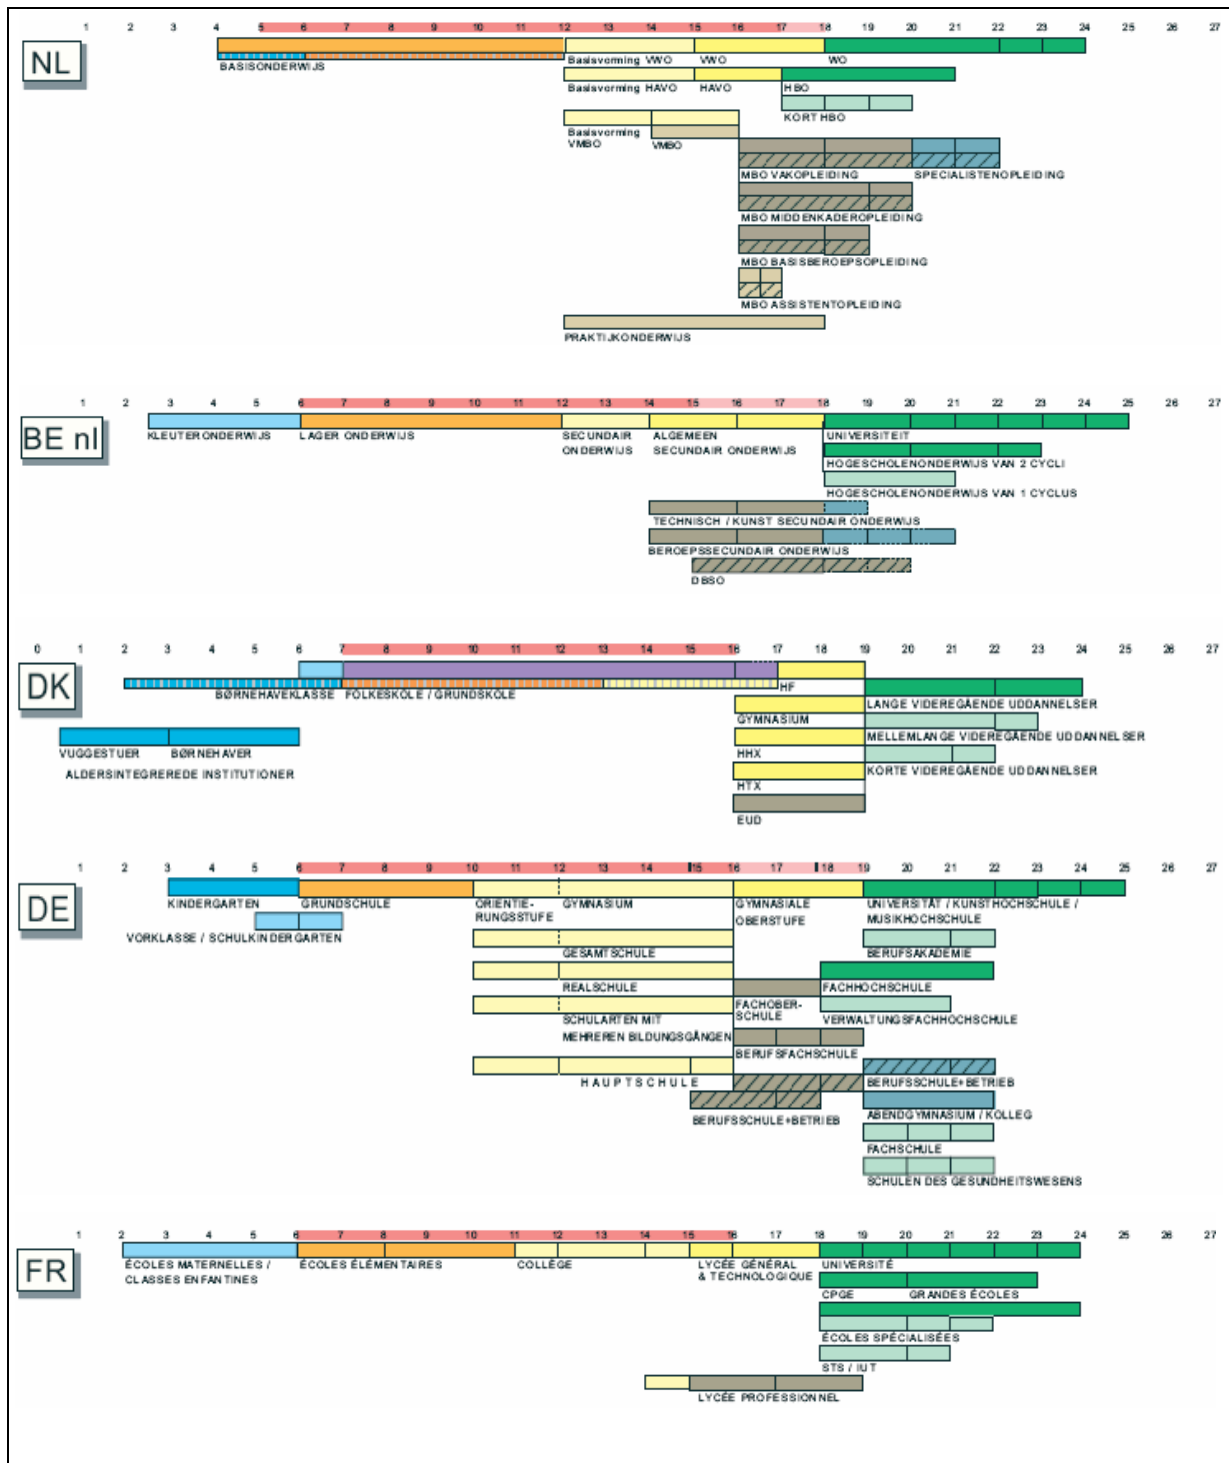 1 2 3 4 5 6 7 8 9 10 11 12 13 14 15 16 17 18 19 20 21 22 23 24 25 26 27
NL
BASISONDERWIJS
Basisvorming VWO VWO WO
Basisvorming HAVO HAVO HBO
KORT HBO
Basisvorming
VMBO VMBO
MBO VAKOPLEIDING SPECIALISTENOPLEIDING
MBO MIDDENKADEROPLEIDING
MBO BASISBEROEPSOPLEIDING
MBO ASSISTENTOPLEIDING
PRAKTIJKONDERWIJS
1 2 3 4 5 6 7 8 9 10 11 12 13 14 15 16 17 18 19 20 21 22 23 24 25 26 27
BE nl
KLEUTERONDERWIJS LAGER ONDERWIJS SECUNDAIR ALGEMEEN UNIVERSITEIT
ONDERWIJS SECUNDAIR ONDERWIJS
HOGESCHOLENONDERWIJS VAN 2 CYCLI
HOGESCHOLENONDERWIJS VAN 1 CYCLUS
TECHNISCH / KUNST SECUNDAIR ONDERWIJS
BEROEPSSECUNDAIR ONDERWIJS
DBSO
0 1 2 3 4 5 6 7 8 9 10 11 12 13 14 15 16 17 18 19 20 21 22 23 24 25 26 27
DK
BØRNEHAVEKLASSE FOLKESKOLE / GRUNDSKOLE HF
LANGE VIDEREGÅENDE UDDANNELSER
GYMNASIUM
MELLEMLANGE VIDEREGÅENDE UDDANNELSER
VUGGESTUER BØRNEHAVER HHX
ALDERSINTEGREREDE INSTITUTIONER KORTE VIDEREGÅENDE UDDANNELSER
HTX
EUD
1 2 3 4 5 6 7 8 9 10 11 12 13 14 15 16 17 18 19 20 21 22 23 24 25 26 27
DE
KINDERGARTEN GRUNDSCHULE ORIENTIE- GYMNASIUM GYMNASIALE UNIVERSITÄT / KUNSTHOCHSCHULE /
RUNGSSTUFE OBERSTUFE MUSIKHOCHSCHULE
VORKLASSE / SCHULKINDERGARTEN
GESAMTSCHULE BERUFSAKADEMIE
REALSCHULE FACHHOCHSCHULE
FACHOBER-
SCHULE
SCHULARTEN MIT VERWALTUNGSFACHHOCHSCHULE
MEHREREN BILDUNGSGÄNGEN
BERUFSFACHSCHULE
HAUPTSCHULE BERUFSSCHULE+BETRIEB
BERUFSSCHULE+BETRIEB ABENDGYMNASIUM / KOLLEG
FACHSCHULE
SCHULEN DES GESUNDHEITSWESENS
1 2 3 4 5 6 7 8 9 10 11 12 13 14 15 16 17 18 19 20 21 22 23 24 25 26 27
FR
ÉCOLES MATERNELLES / ÉCOLES ÉLÉMENTAIRES COLLÈGE LYCÉE GÉNÉRAL UNIVERSITÉ
CLASSES ENFANTINES & TECHNOLOGIQUE
CPGE GRANDES ÉCOLES
ÉCOLES SPÉCIALISÉES
STS / IUT
LYCÉE PROFESSIONNEL